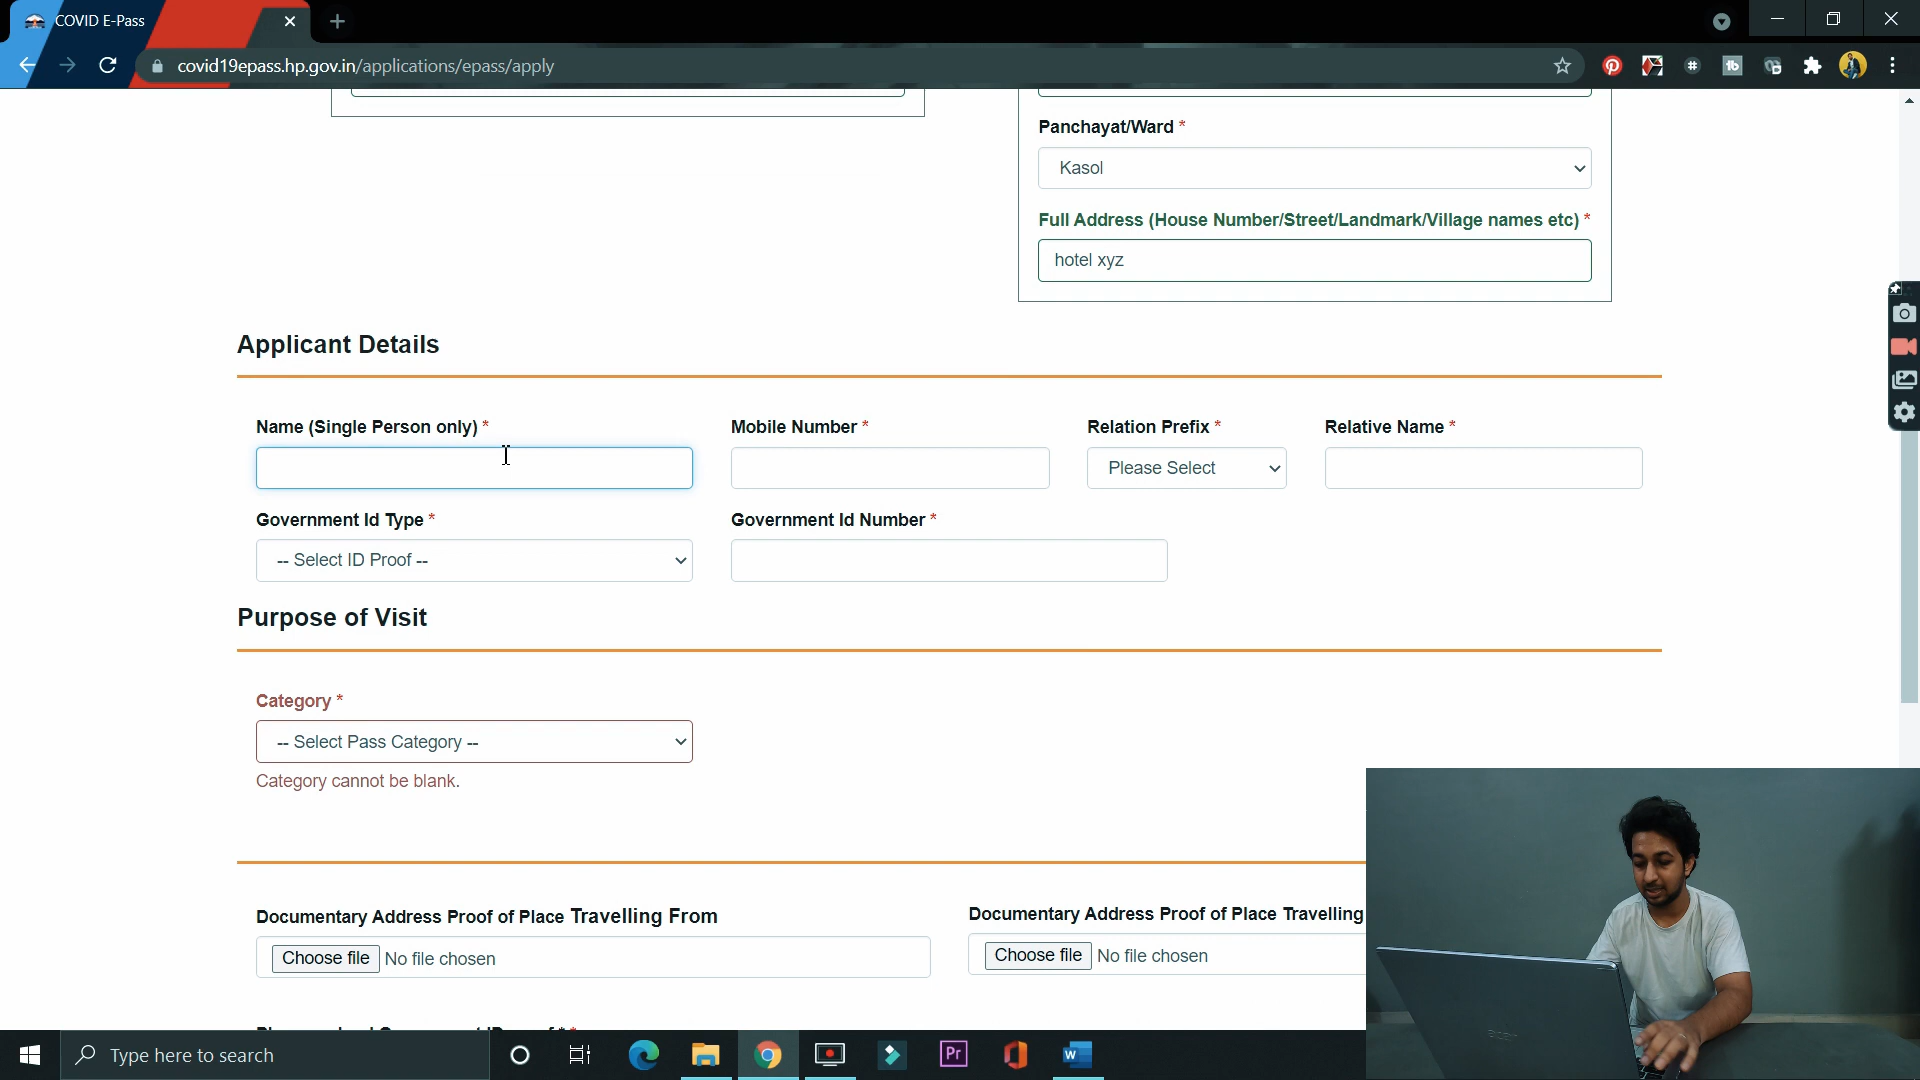 COVID E-Pass
covid19epass.hp.gov.in/applications/epass/apply
Panchayat/Ward *
Kasol
Full Address (House Number/Street/Landmark/Village names etc) *
hotel xyz
Applicant Details
Name (Single Person only) *
Mobile Number *
Relation Prefix *
Relative Name *
Please Select
Government Id Type *
Government Id Number *
-- Select ID Proof --
Purpose of Visit
Category *
-- Select Pass Category --
Category cannot be blank.
Documentary Address Proof of Place Travelling From
Documentary Address Proof of Place Travelling
Choose file No file chosen
Choose file No file chosen
Type here to search
Pr
W